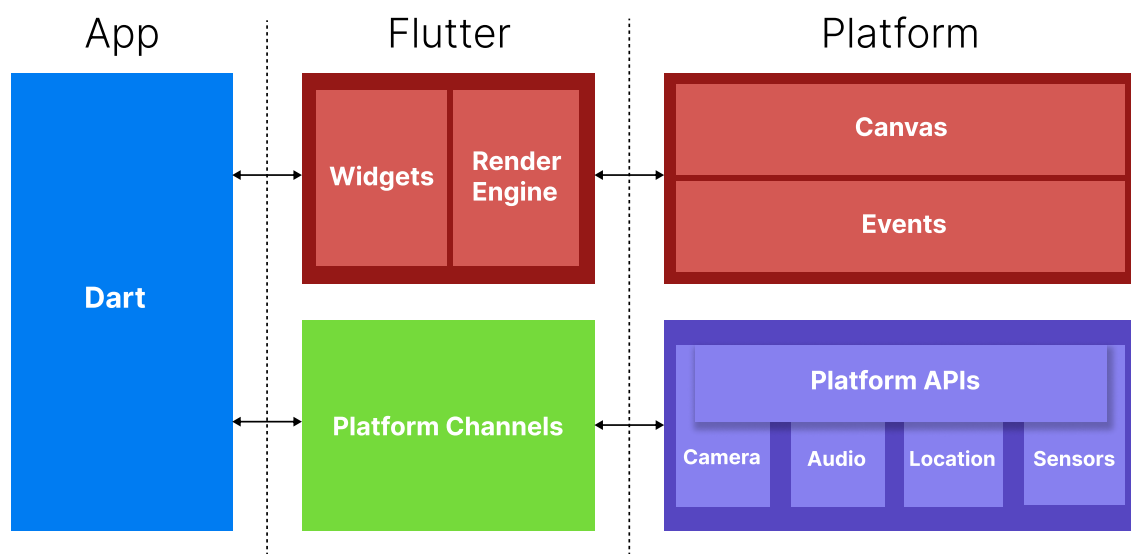 App
Flutter
Platform
Dart
Widgets
Render
Engine
Canvas
Events
Platform Channels
Platform APIs
Camera
Audio
Location
Sensors